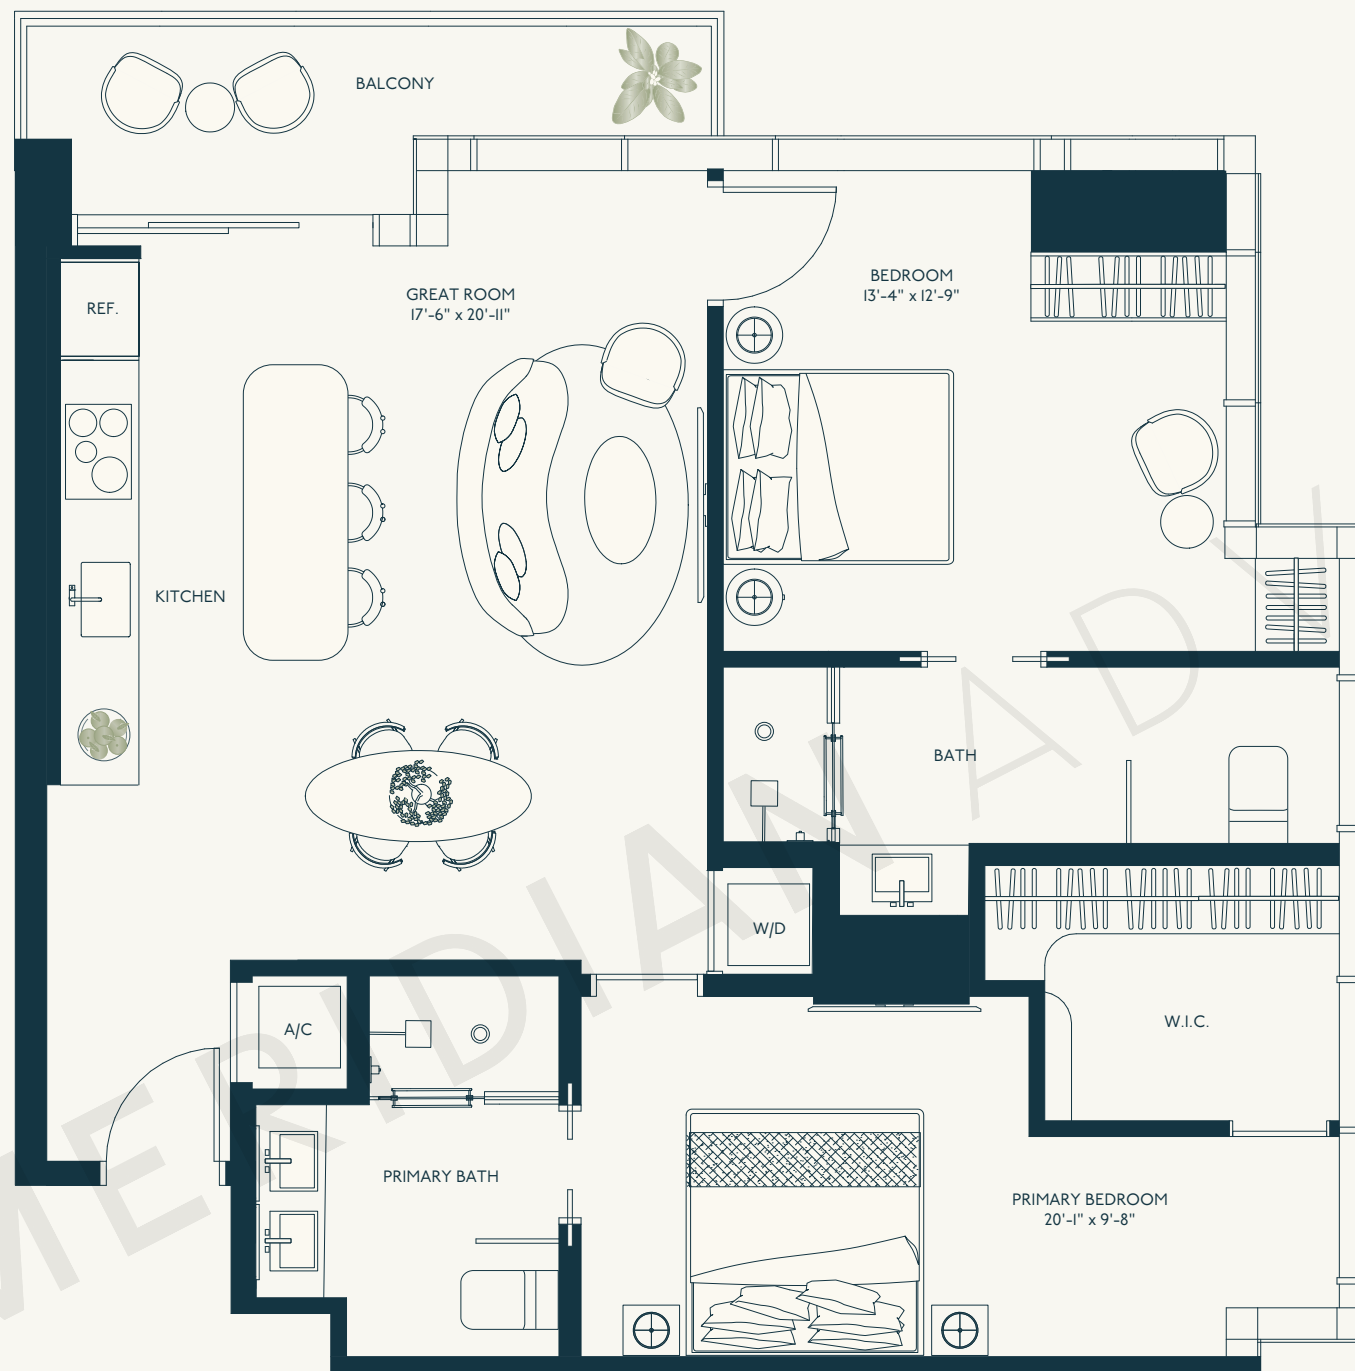 BALCONY
BEDROOM
13'-4" x 12'-9"
GREAT ROOM
17'-6" x 20'-11"
REF.
KITCHEN
BATH
W/D
A/C
W.I.C.
PRIMARY BATH
PRIMARY BEDROOM
20'-1" x 9'-8"
MERIDIAN ADV